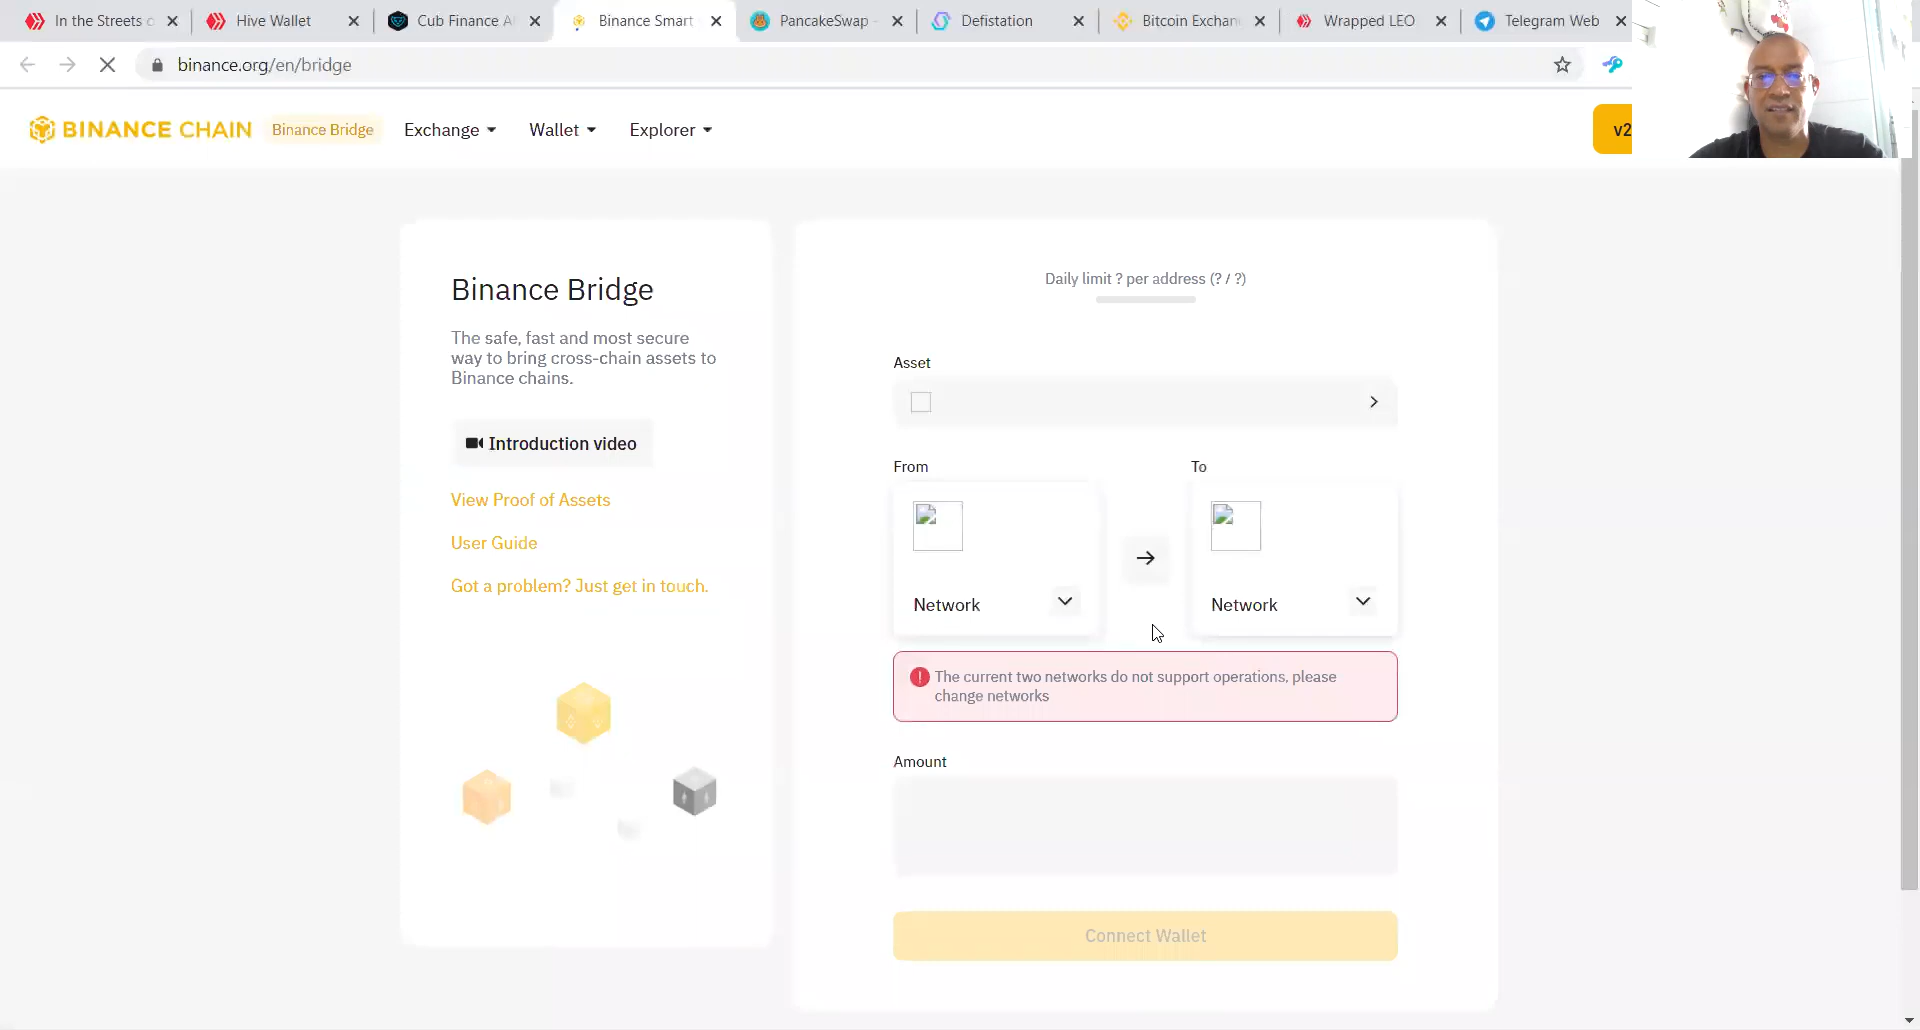 In the Streets o
Hive Wallet
Cub Finance A
Binance Smart
PancakeSwap -
Defistation
Bitcoin Exchan
Wrapped LEO
Telegram Web
binance.org/en/bridge
BINANCE CHAIN
Binance Bridge
Exchange
Wallet
Explorer
v2
Binance Bridge
The safe, fast and most secure
way to bring cross-chain assets to
Binance chains.
Introduction video
View Proof of Assets
User Guide
Got a problem? Just get in touch.
Daily limit ? per address (? / ?)
Asset
From
To
Network
Network
The current two networks do not support operations, please
change networks
Amount
Connect Wallet